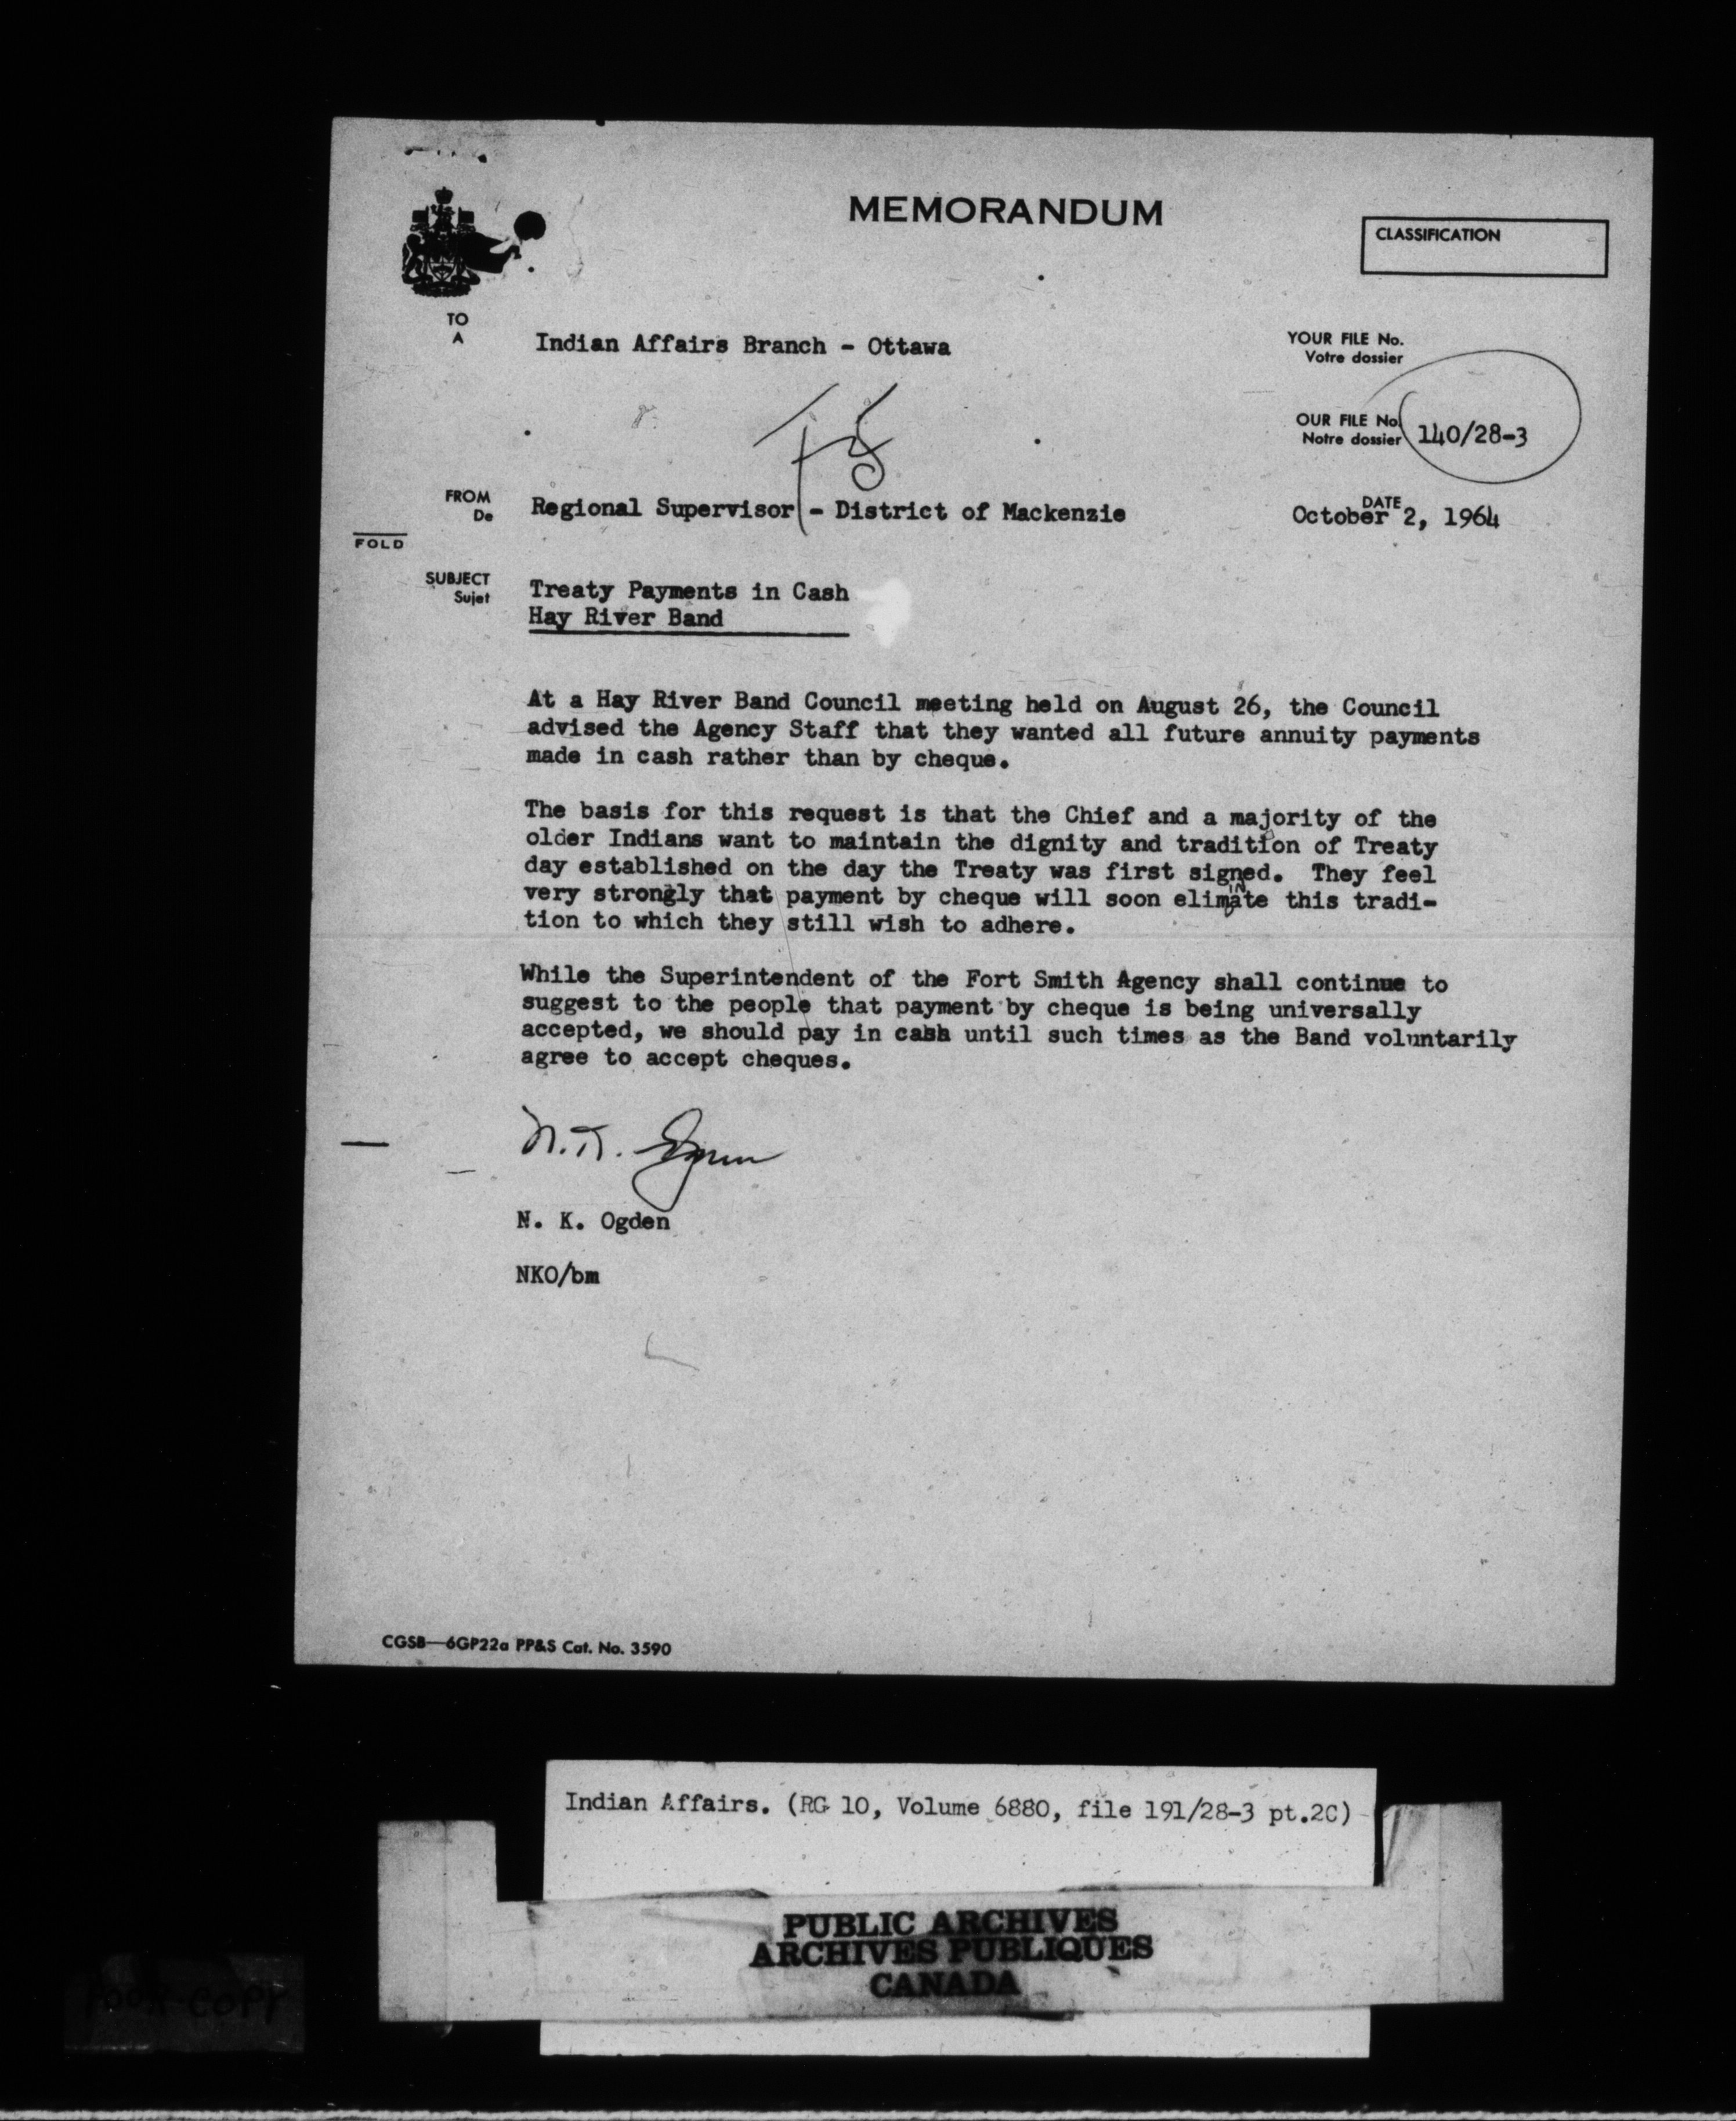 MEMORANDUM
CLASSIFICATION
TO
A
Indian Affairs Branch - Ottawa
YOUR FILE No.
Votre dossier
OUR FILE No.
Notre dossier
140/28-3
FROM
De
Regional Supervisor - District of Mackenzie
DATE
October 2, 1964
FOLD
SUBJECT
Sujet
Treaty Payments in Cash
Hay River Band
At a Hay River Band Council meeting held on August 26, the Council
advised the Agency Staff that they wanted all future annuity payments
made in cash rather than by cheque.
The basis for this request is that the Chief and a majority of the
older Indians want to maintain the dignity and tradition of Treaty
day established on the day the Treaty was first signed. They feel
very strongly that payment by cheque will soon eliminate this tradi-
tion to which they still wish to adhere.
While the Superintendent of the Fort Smith Agency shall continue to
suggest to the people that payment by cheque is being universally
accepted, we should pay in cash until such times as the Band voluntarily
agree to accept cheques.
N. K. Ogden
N. K. Ogden
NKO/bm
CGSB—6GP22a PP&S Cat. No. 3590
Indian Affairs. (RG 10, Volume 6880, file 191/28-3 pt.2C)
PUBLIC ARCHIVES
ARCHIVES PUBLIQUES
CANADA
POOR COPY